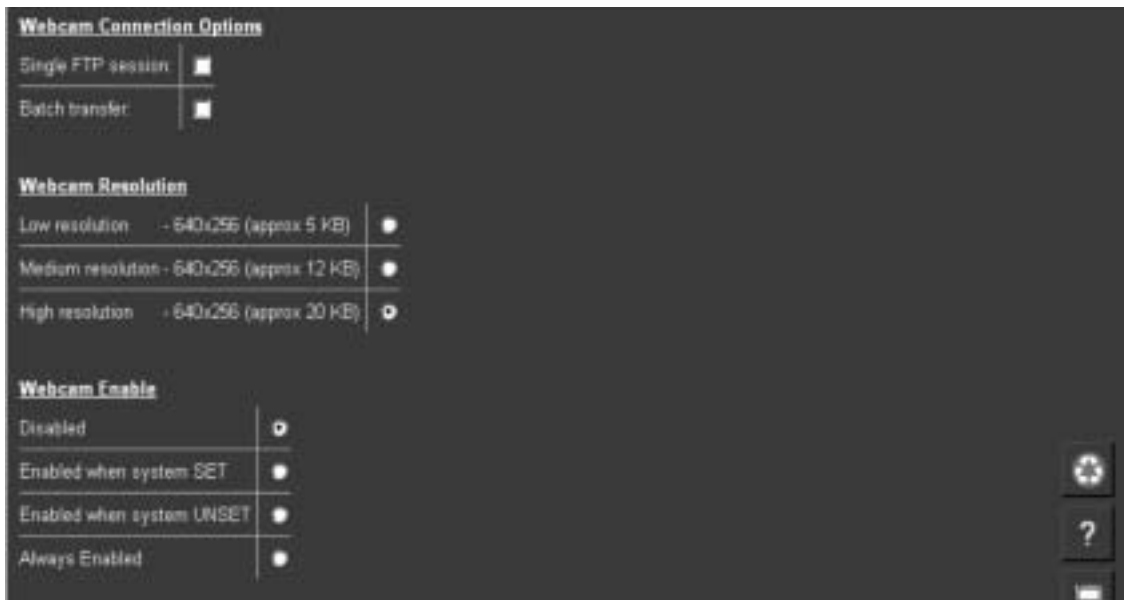 Webcam Connection Options
Single FTP session:
Batch transfer:
Webcam Resolution
Low resolution - 640x256 (approx 5 KB)
Medium resolution - 640x256 (approx 12 KB)
High resolution - 640x256 (approx 20 KB)
Webcam Enable
Disabled
Enabled when system SET
Enabled when system UNSET
Always Enabled
?